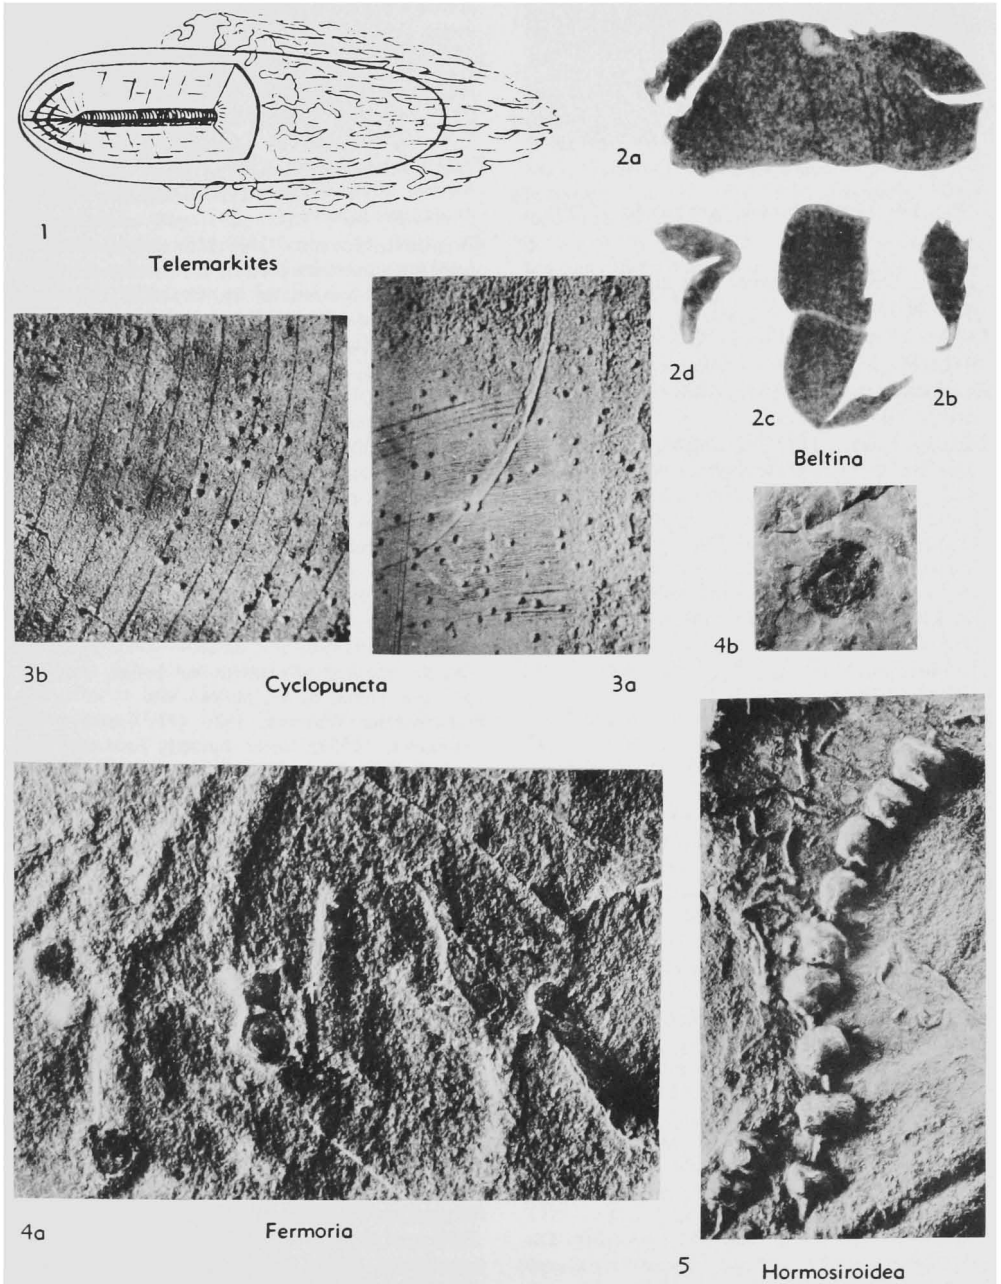 1
Telemarkites
2a
2d
2c
2b
Beltina
3b
Cyclopuncta
3a
4b
4a
Fermoria
5
Hormosiroidea